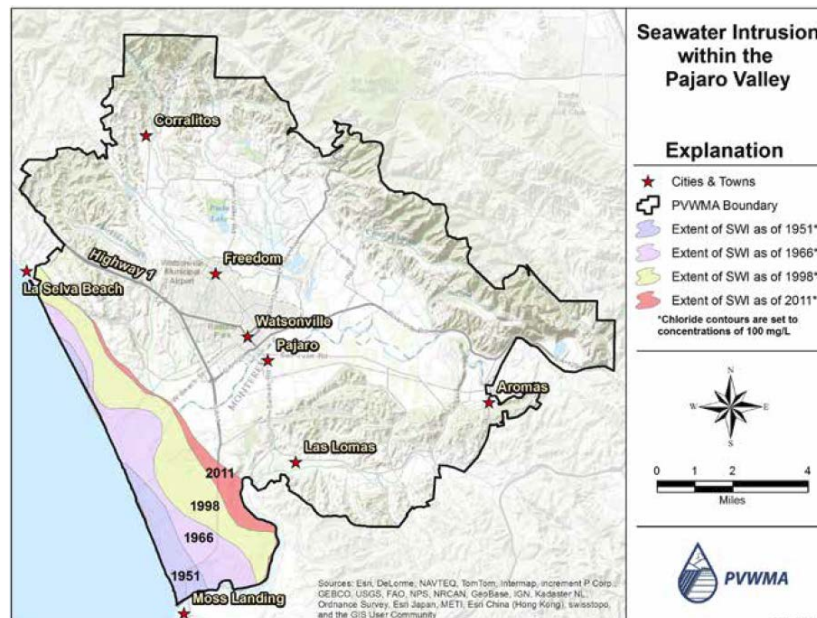 Seawater Intrusion
within the
Pajaro Valley
Explanation
Cities & Towns
PVWMA Boundary
Extent of SWI as of 1951*
Extent of SWI as of 1966*
Extent of SWI as of 1998*
Extent of SWI as of 2011*
*Chloride contours are set to
concentrations of 100 mg/L
N
W E
S
0 1 2 4
Miles
PVWMA
Corralitos
Highway 1
Freedom
Watsonville
Municipal
Airport
La Selva Beach
Watsonville
Pajaro
Aromas
Las Lomas
2011
1998
1966
1951
Moss Landing
Sources: Esri, DeLorme, NAVTEQ, TomTom, Intermap, increment P Corp.,
GEBCO, USGS, FAO, NPS, NRCAN, GeoBase, IGN, Kadaster NL,
Ordnance Survey, Esri Japan, METI, Esri China (Hong Kong), swisstopo,
and the GIS User Community